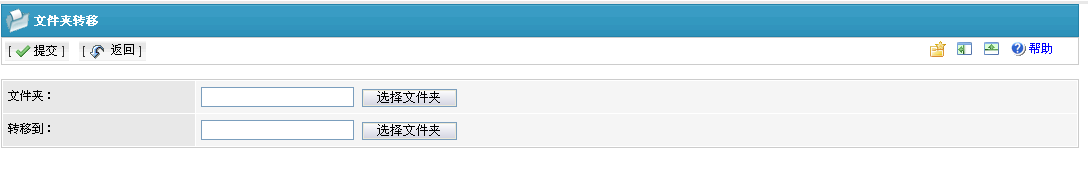 文件夹转移
[ 提交 ] [ 返回 ] 帮助
文件夹： 选择文件夹
转移到： 选择文件夹